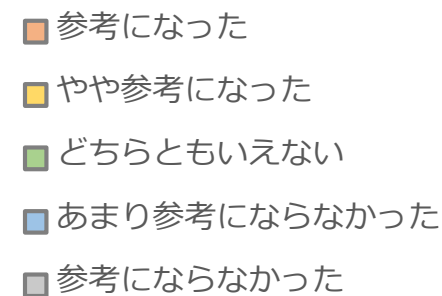 参考になった
やや参考になった
どちらともいえない
あまり参考にならなかった
参考にならなかった